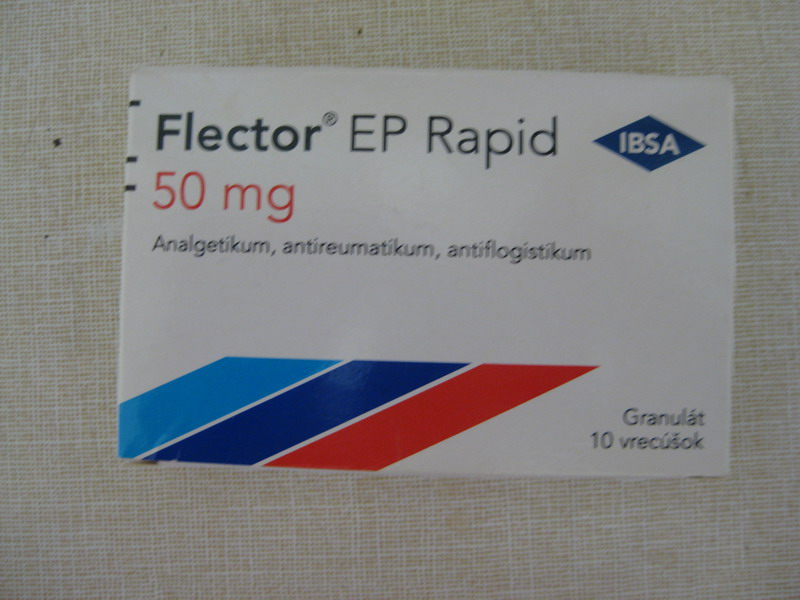 Flector® EP Rapid
IBSA
50 mg
Analgetikum, antireumatikum, antiflogistikum
Granulát
10 vrecúšok